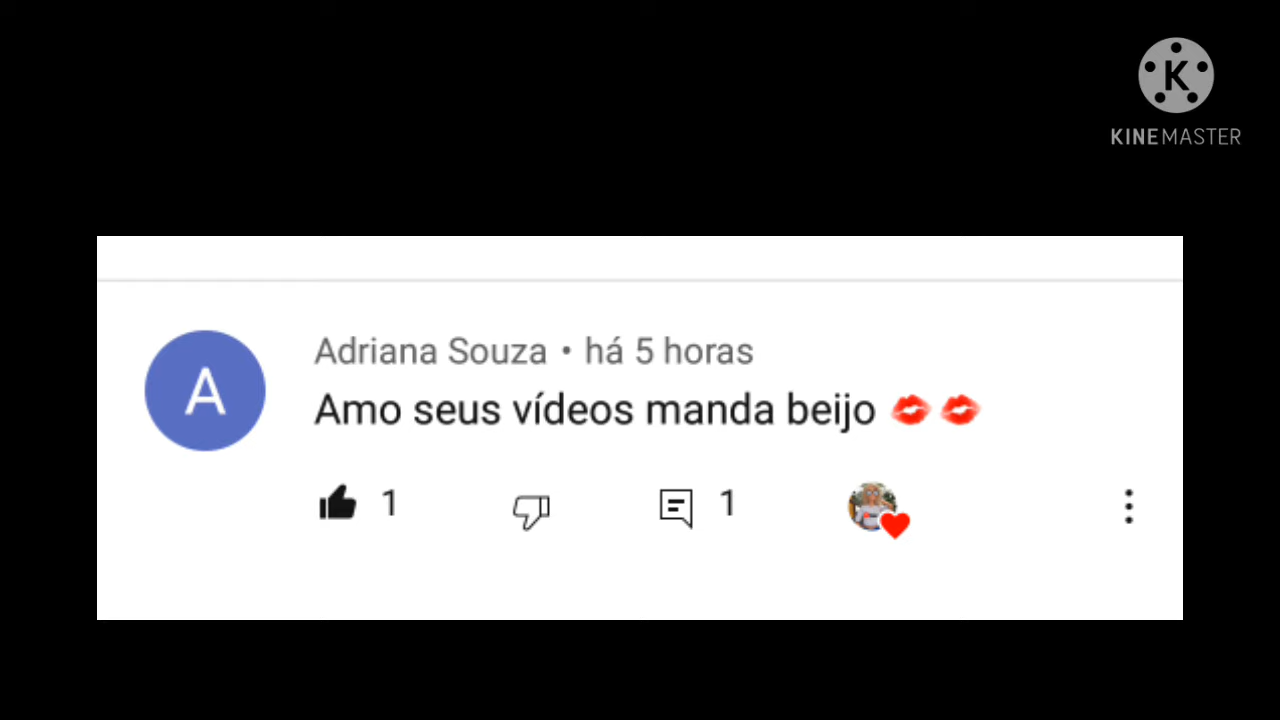 K
KINEMASTER
A
Adriana Souza • há 5 horas
Amo seus vídeos manda beijo 💋💋
1
1